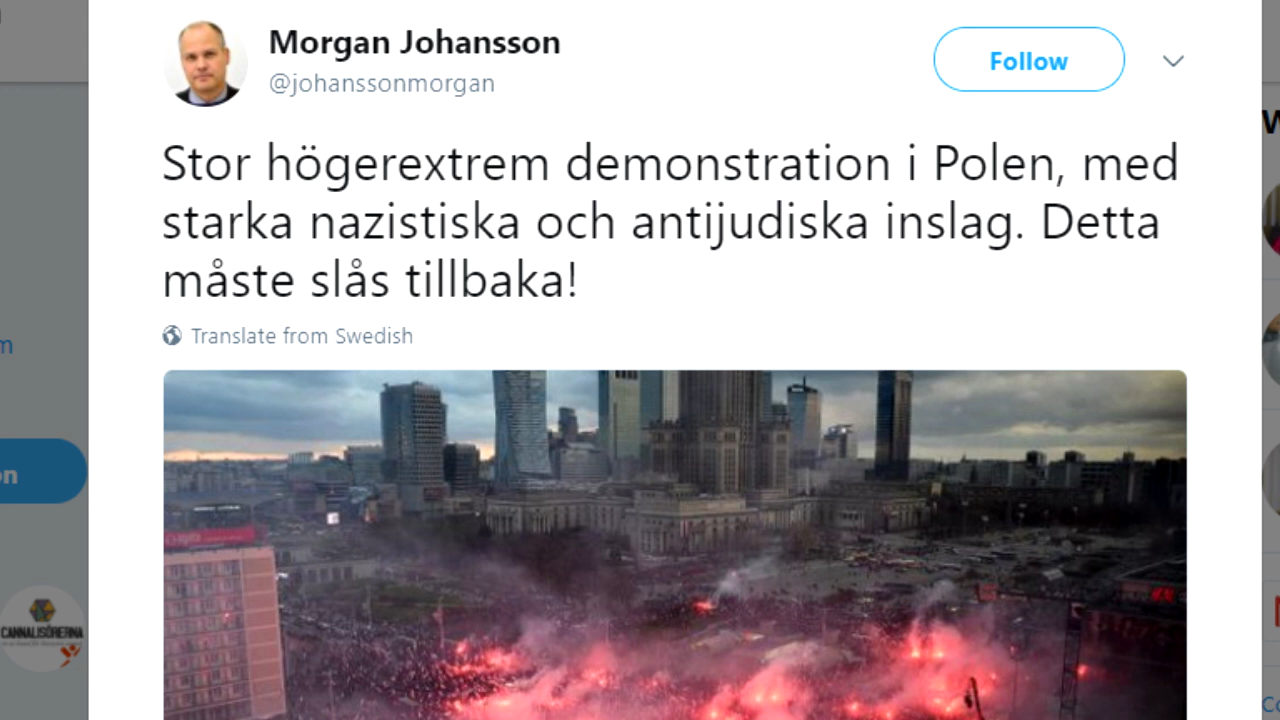 Morgan Johansson
@johanssonmorgan
Follow
Stor högerextrem demonstration i Polen, med
starka nazistiska och antijudiska inslag. Detta
måste slås tillbaka!
Translate from Swedish
CANNALISÖRERNA